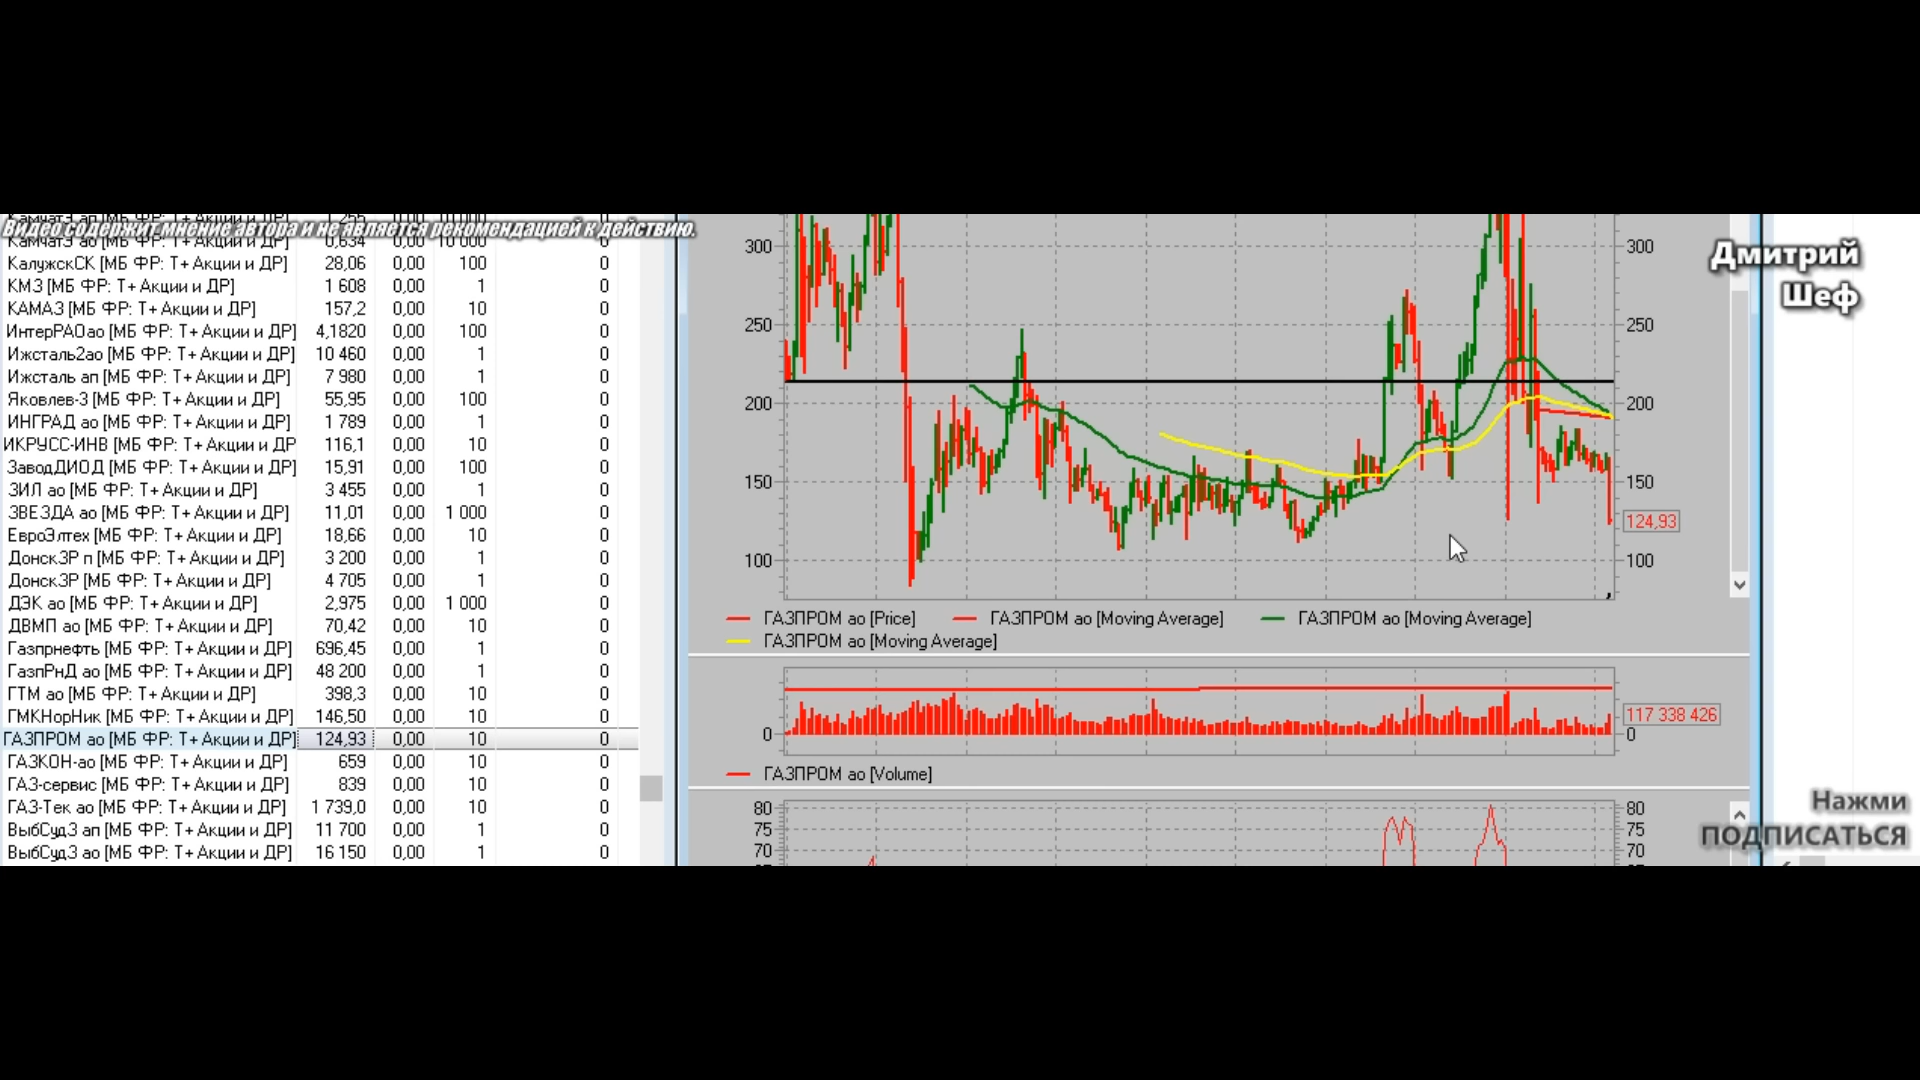 Видео содержит мнение автора и не является рекомендацией к действию.
КамчатЭ ао [МБ ФР: Т+ Акции и ДР] 0,634 0,00 10 000 0
КалужскСК [МБ ФР: Т+ Акции и ДР] 28,06 0,00 100 0
КМЗ [МБ ФР: Т+ Акции и ДР] 1 608 0,00 1 0
КАМАЗ [МБ ФР: Т+ Акции и ДР] 157,2 0,00 10 0
ИнтерРАОао [МБ ФР: Т+ Акции и ДР] 4,1820 0,00 100 0
Ижсталь2ао [МБ ФР: Т+ Акции и ДР] 10 460 0,00 1 0
Ижсталь ап [МБ ФР: Т+ Акции и ДР] 7 980 0,00 1 0
Яковлев-3 [МБ ФР: Т+ Акции и ДР] 55,95 0,00 100 0
ИНГРАД ао [МБ ФР: Т+ Акции и ДР] 1 789 0,00 1 0
ИКРУСС-ИНВ [МБ ФР: Т+ Акции и ДР 116,1 0,00 10 0
ЗаводДИОД [МБ ФР: Т+ Акции и ДР] 15,91 0,00 100 0
ЗИЛ ао [МБ ФР: Т+ Акции и ДР] 3 455 0,00 1 0
ЗВЕЗДА ао [МБ ФР: Т+ Акции и ДР] 11,01 0,00 1 000 0
ЕвроЭлтех [МБ ФР: Т+ Акции и ДР] 18,66 0,00 10 0
ДонскЗР п [МБ ФР: Т+ Акции и ДР] 3 200 0,00 1 0
ДонскЗР [МБ ФР: Т+ Акции и ДР] 4 705 0,00 1 0
ДЭК ао [МБ ФР: Т+ Акции и ДР] 2,975 0,00 1 000 0
ДВМП ао [МБ ФР: Т+ Акции и ДР] 70,42 0,00 10 0
Газпрнефть [МБ ФР: Т+ Акции и ДР] 696,45 0,00 1 0
ГазпРнД ао [МБ ФР: Т+ Акции и ДР] 48 200 0,00 1 0
ГТМ ао [МБ ФР: Т+ Акции и ДР] 398,3 0,00 10 0
ГМКНорНик [МБ ФР: Т+ Акции и ДР] 146,50 0,00 10 0
ГАЗПРОМ ао [МБ ФР: Т+ Акции и ДР] 124,93 0,00 10 0
ГАЗКОН-ао [МБ ФР: Т+ Акции и ДР] 659 0,00 10 0
ГАЗ-сервис [МБ ФР: Т+ Акции и ДР] 839 0,00 10 0
ГАЗ-Тек ао [МБ ФР: Т+ Акции и ДР] 1 739,0 0,00 10 0
ВыбСудЗ ап [МБ ФР: Т+ Акции и ДР] 11 700 0,00 1 0
ВыбСудЗ ао [МБ ФР: Т+ Акции и ДР] 16 150 0,00 1 0
300 300
250 250
200 200
150 150
124,93
100 100
ГАЗПРОМ ао [Price] ГАЗПРОМ ао [Moving Average] ГАЗПРОМ ао [Moving Average]
ГАЗПРОМ ао [Moving Average]
117 338 426
0 0
ГАЗПРОМ ао [Volume]
80 80
75 75
70 70
Дмитрий
Шеф
Нажми
ПОДПИСАТЬСЯ